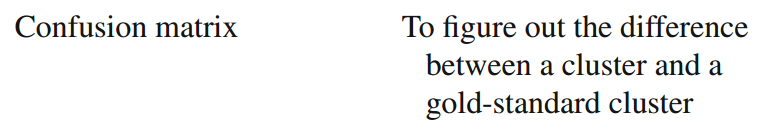 Confusion matrix
To figure out the difference
between a cluster and a
gold-standard cluster